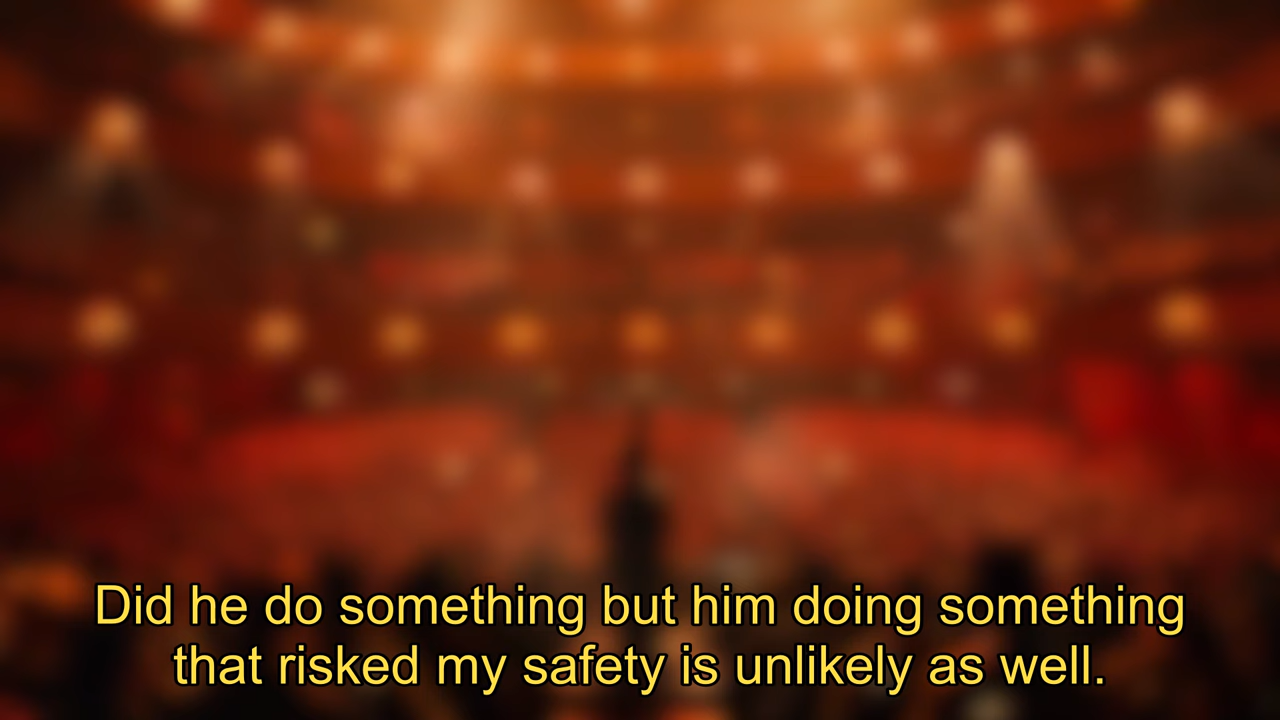 Did he do something but him doing something
that risked my safety is unlikely as well.